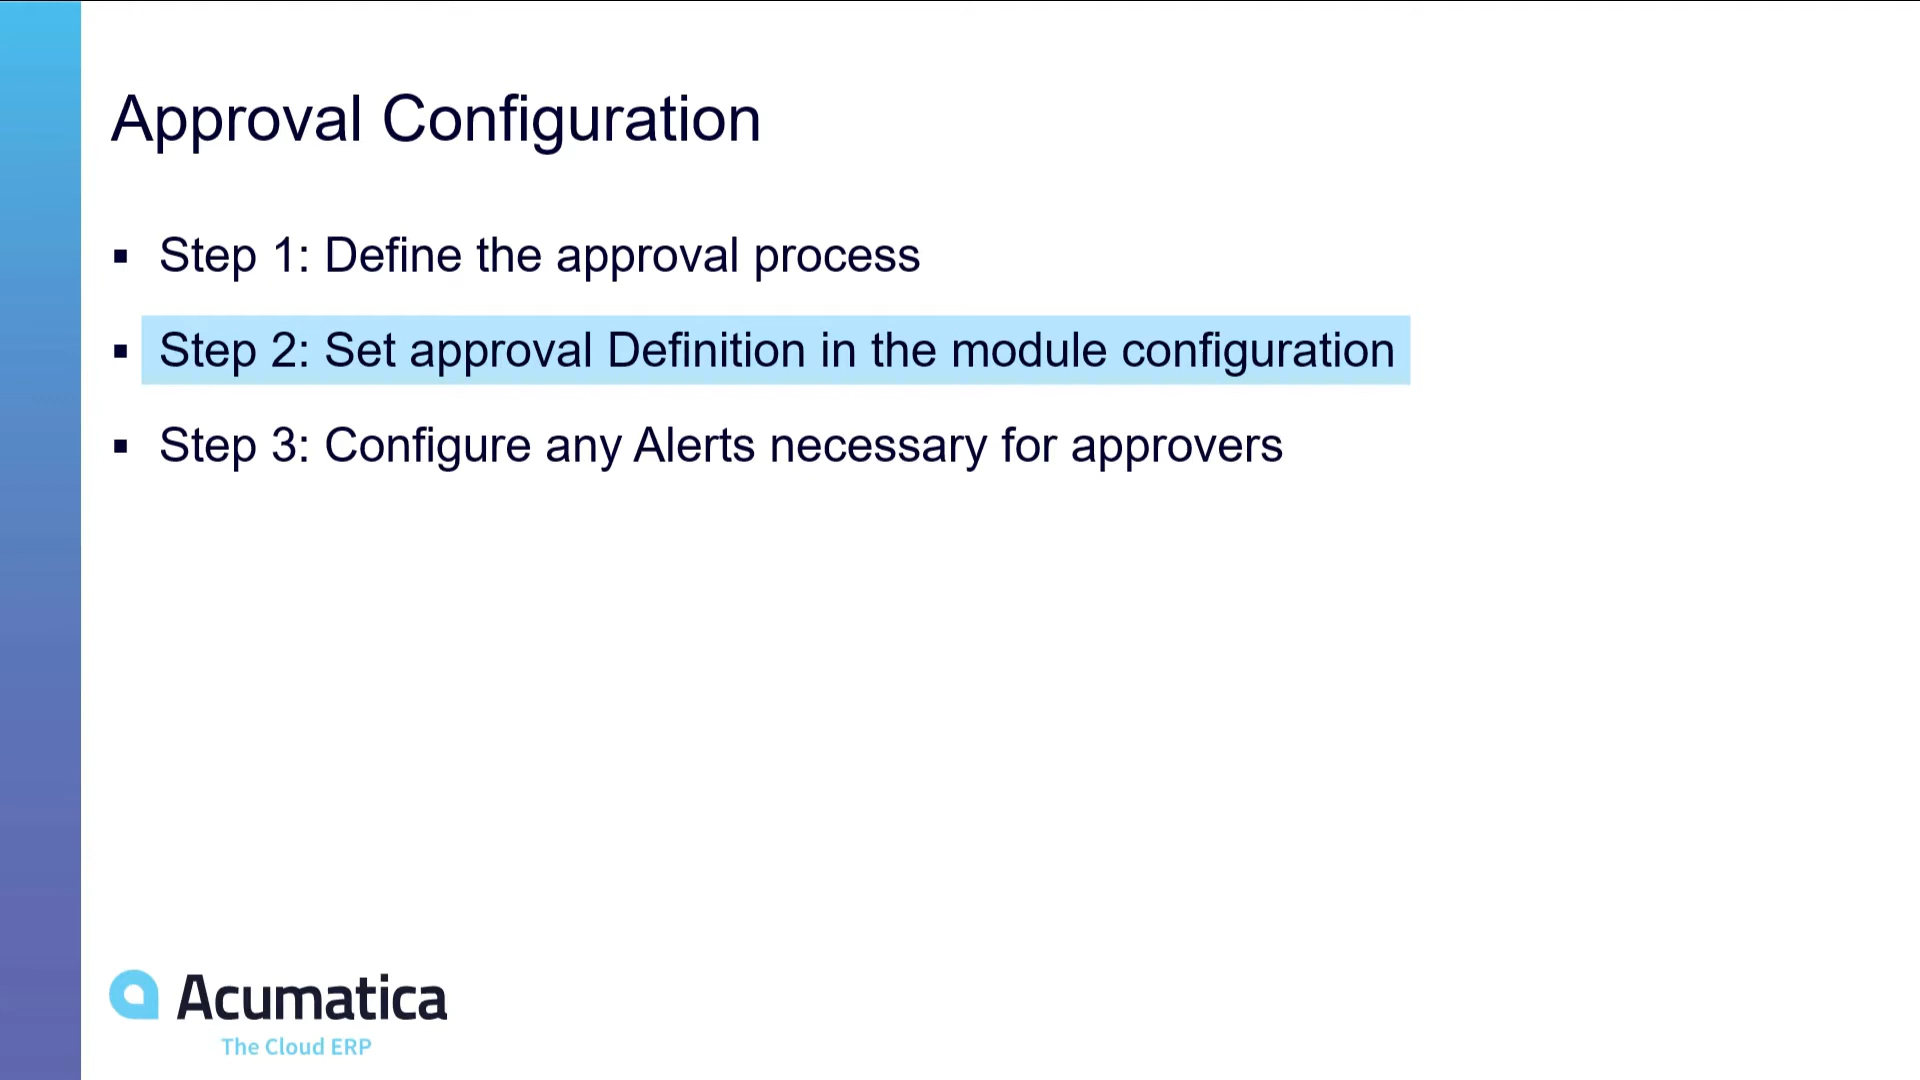 Approval Configuration
▪ Step 1: Define the approval process
▪ Step 2: Set approval Definition in the module configuration
▪ Step 3: Configure any Alerts necessary for approvers
Acumatica
The Cloud ERP